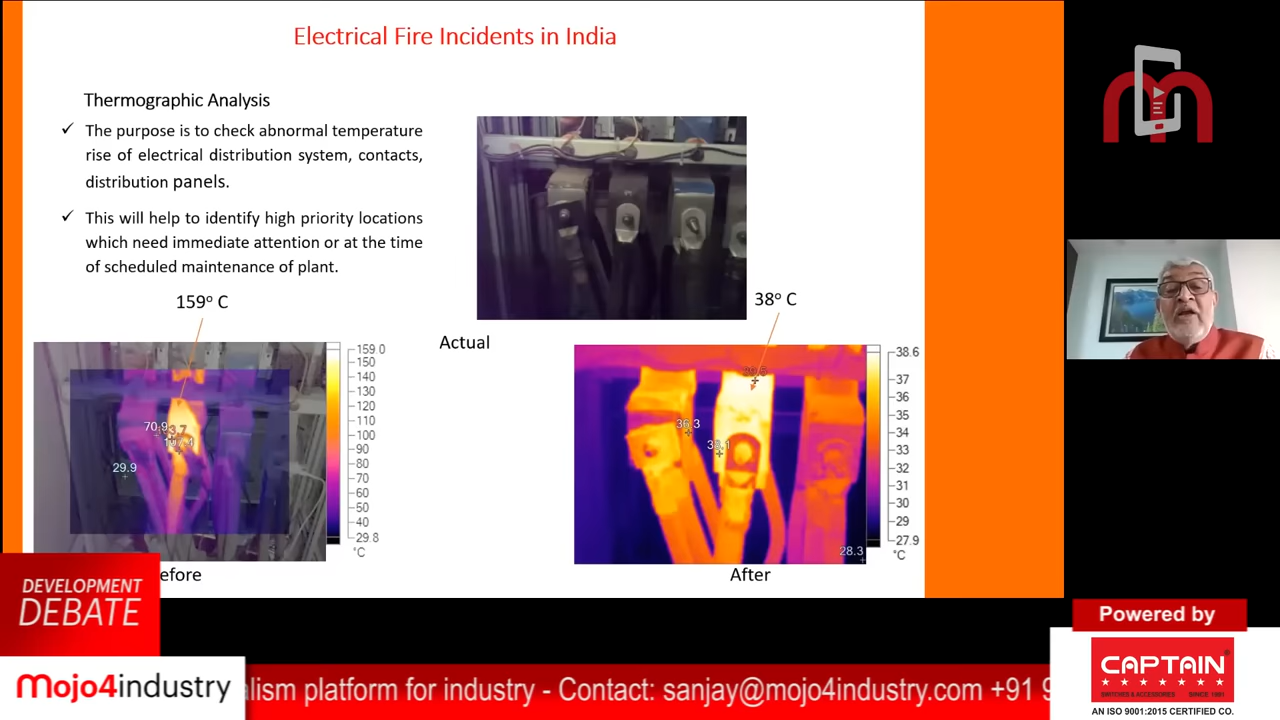 Electrical Fire Incidents in India
Thermographic Analysis
✓ The purpose is to check abnormal temperature
rise of electrical distribution system, contacts,
distribution panels.
✓ This will help to identify high priority locations
which need immediate attention or at the time
of scheduled maintenance of plant.
159º C
38º C
Actual
159.0
150
140
130
120
110
100
90
80
70
60
50
40
29.8
°C
70.9
29.9
38.6
37
36
35
34
33
32
31
30
29
27.9
°C
36.3
28.3
efore
After
DEVELOPMENT
DEBATE
Powered by
CAPTAIN
SWITCHES & ACCESSORIES SINCE 1981
AN ISO 9001:2015 CERTIFIED CO.
Mojo4industry
alism platform for industry - Contact: sanjay@mojo4industry.com +91 9